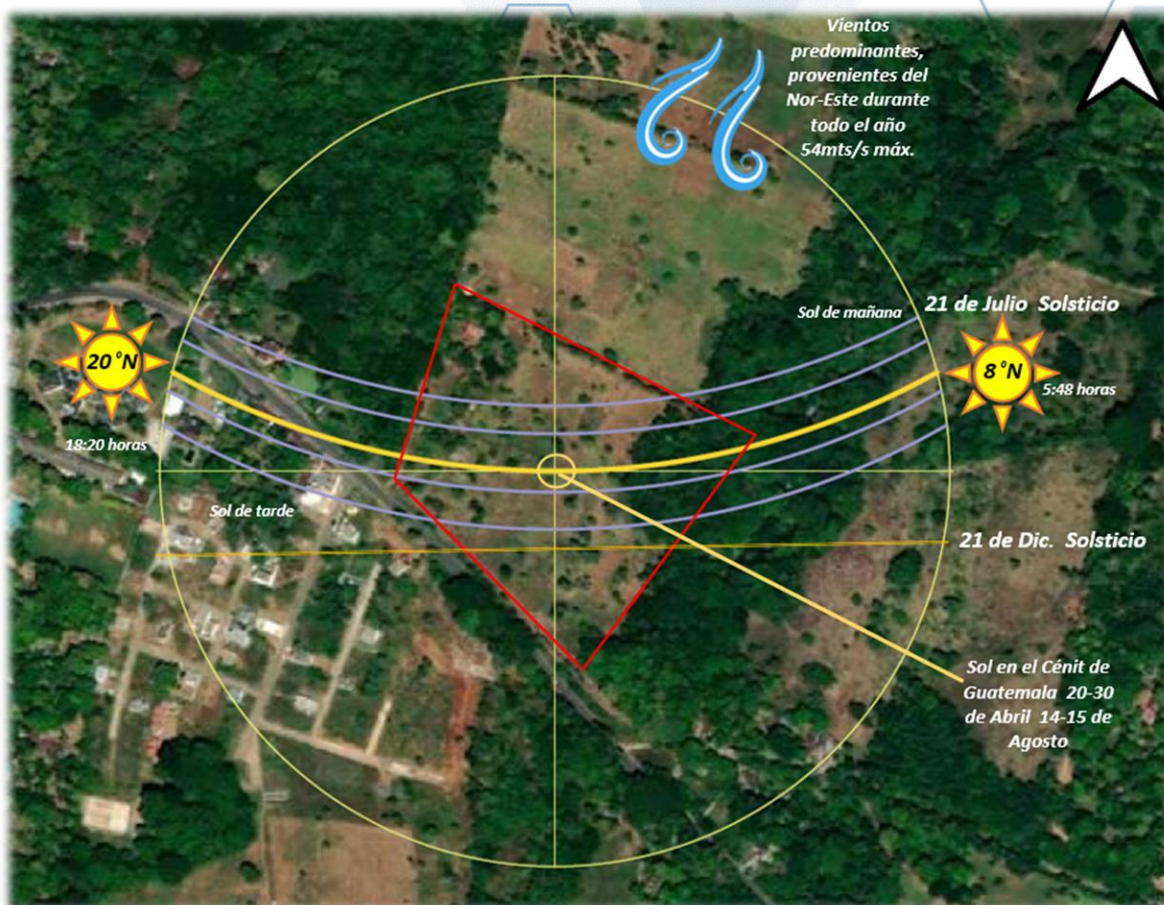 Vientos
predominantes,
provenientes del
Nor-Este durante
todo el año
54mts/s máx.
Sol de mañana
21 de Julio Solsticio
20°N
8°N
5:48 horas
18:20 horas
Sol de tarde
21 de Dic. Solsticio
Sol en el Cénit de
Guatemala 20-30
de Abril 14-15 de
Agosto